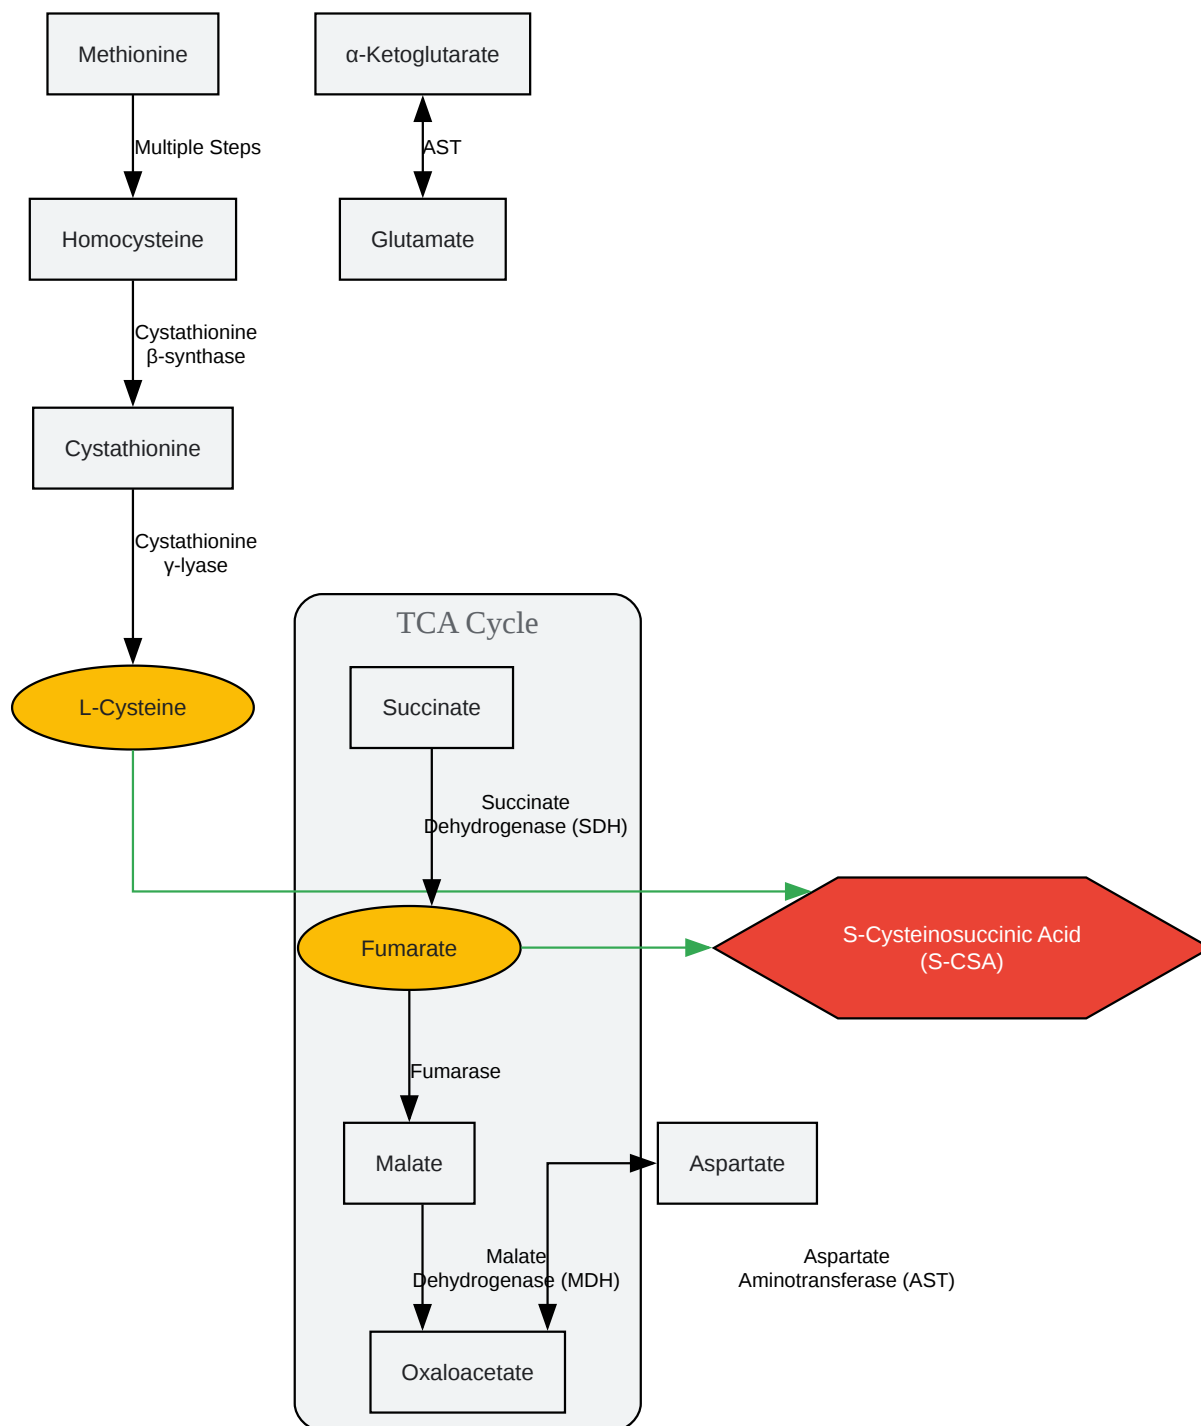 Methionine
α-Ketoglutarate
Multiple Steps
AST
Homocysteine
Glutamate
Cystathionine
β-synthase
Cystathionine
Cystathionine
γ-lyase
TCA Cycle
L-Cysteine
Succinate
Succinate
Dehydrogenase (SDH)
Fumarate
S-Cysteinosuccinic Acid
(S-CSA)
Fumarase
Malate
Aspartate
Malate
Dehydrogenase (MDH)
Aspartate
Aminotransferase (AST)
Oxaloacetate